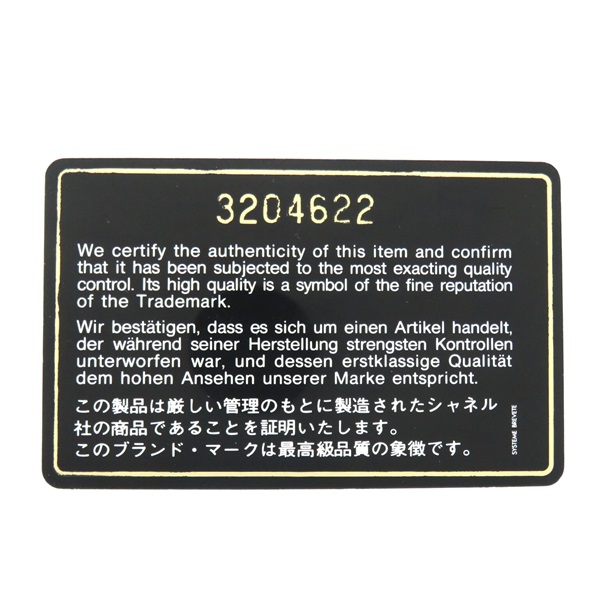 3204622
We certify the authenticity of this item and confirm
that it has been subjected to the most exacting quality
control. Its high quality is a symbol of the fine reputation
of the Trademark.
Wir bestätigen, dass es sich um einen Artikel handelt,
der während seiner Herstellung strengsten Kontrollen
unterworfen war, und dessen erstklassige Qualität
dem hohen Ansehen unserer Marke entspricht.
この製品は厳しい管理のもとに製造されたシャネル
社の商品であることを証明いたします。
このブランド・マークは最高級品質の象徴です。
SYSTEME BREVETE